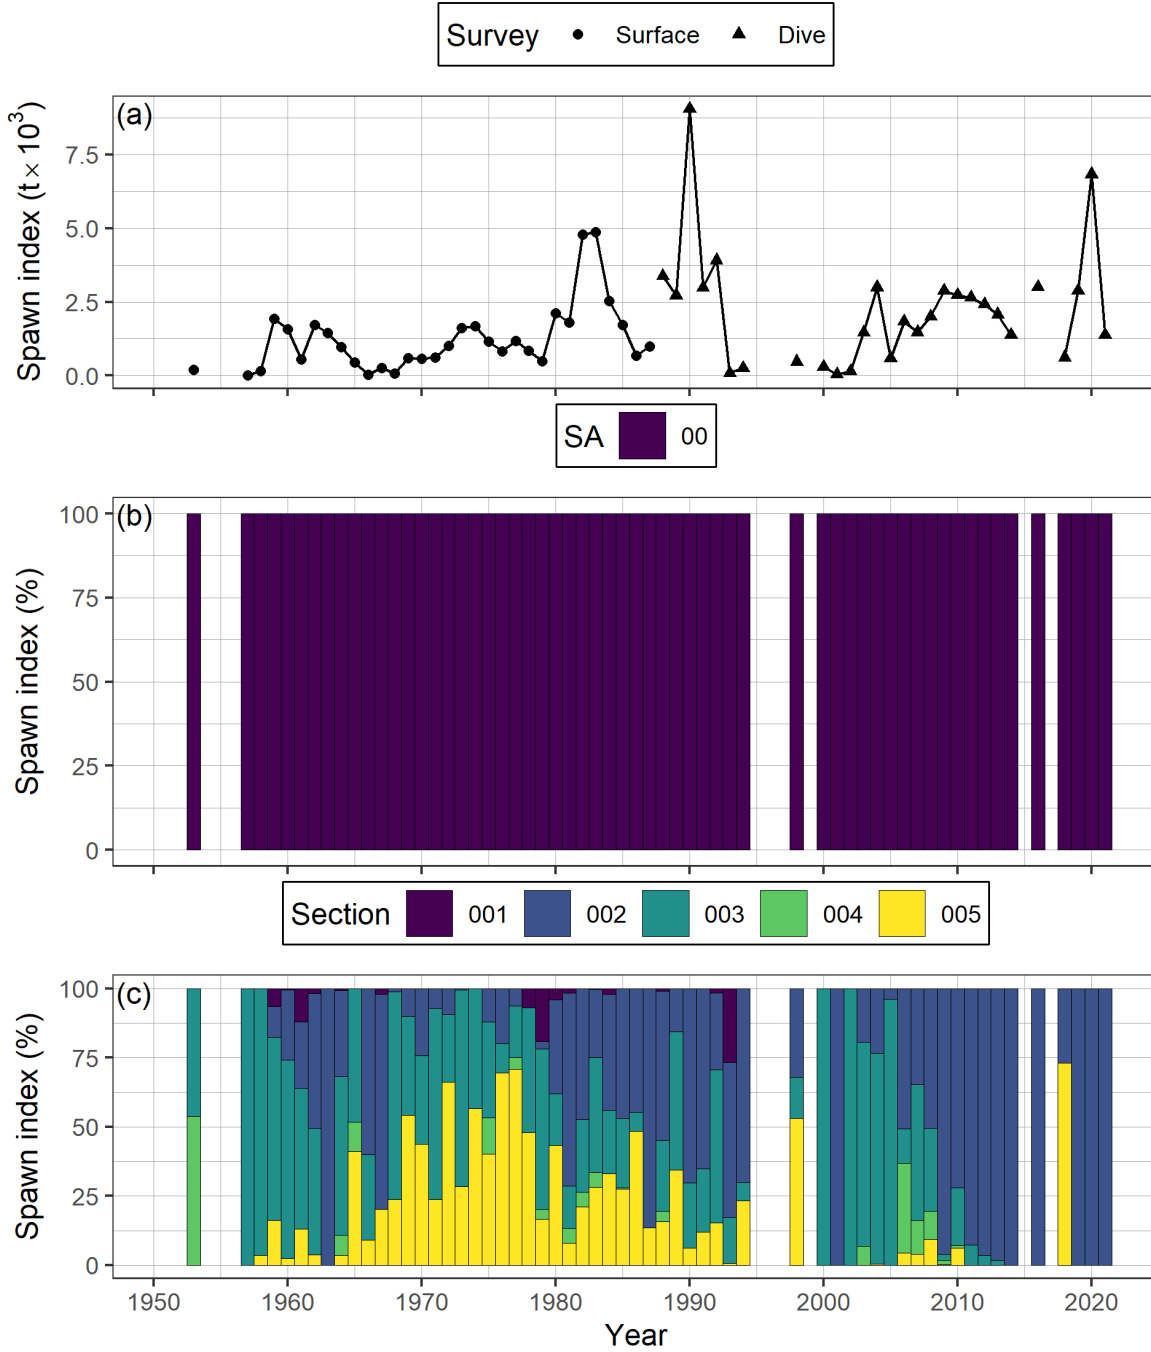 Survey Surface Dive
(a)
Spawn index (t × 10³)
7.5
5.0
2.5
0.0
SA 00
(b)
Spawn index (%)
100
75
50
25
0
Section 001 002 003 004 005
(c)
Spawn index (%)
100
75
50
25
0
1950 1960 1970 1980 1990 2000 2010 2020
Year